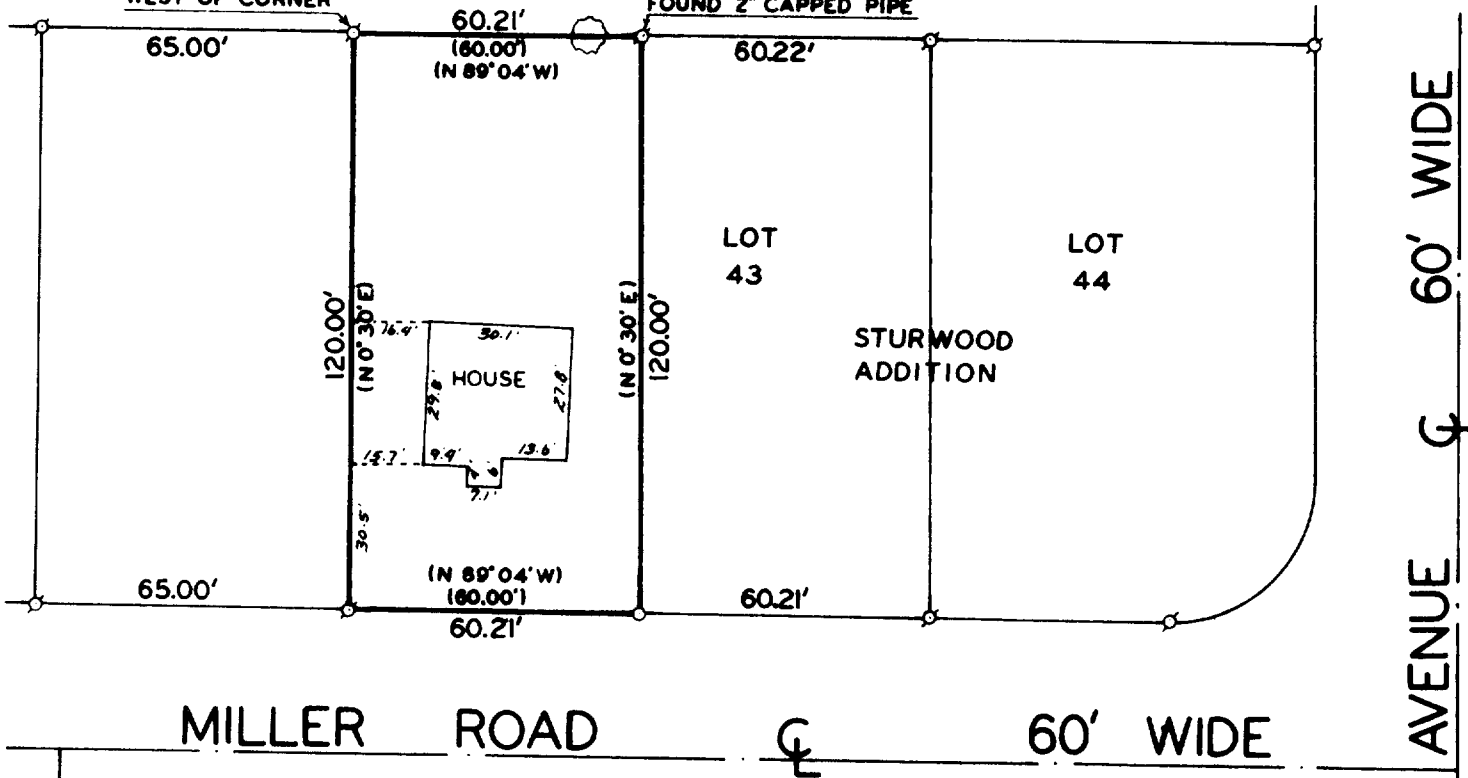 WEST OF CORNER
FOUND 2" CAPPED PIPE
65.00'
60.21'
(60.00')
(N 89°04'W)
60.22'
60' WIDE
LOT
43
LOT
44
120.00'
(N 0°30'E)
(N 0°30'E)
120.00'
STURWOOD
ADDITION
16.4'
30.1'
HOUSE
29.8'
27.8'
15.7'
9.4'
13.6'
4
6
7.1'
30.5'
65.00'
(N 89°04'W)
(60.00')
60.21'
60.21'
AVENUE
℄
MILLER ROAD ℄ 60' WIDE